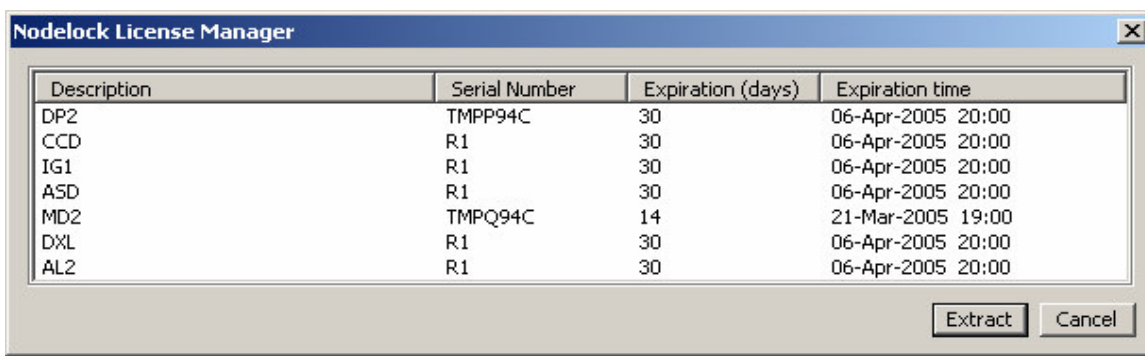 Nodelock License Manager
Description Serial Number Expiration (days) Expiration time
DP2 TMPP94C 30 06-Apr-2005 20:00
CCD R1 30 06-Apr-2005 20:00
IG1 R1 30 06-Apr-2005 20:00
ASD R1 30 06-Apr-2005 20:00
MD2 TMPQ94C 14 21-Mar-2005 19:00
DXL R1 30 06-Apr-2005 20:00
AL2 R1 30 06-Apr-2005 20:00
Extract Cancel